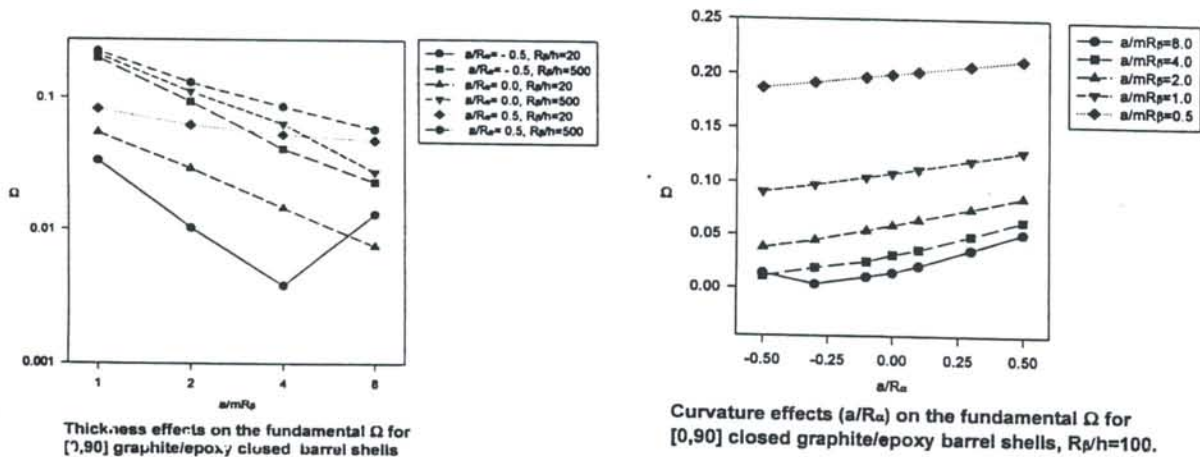 0.1
0.01
0.001
Ω
1 2 4 8
a/mRβ
a/Rα= - 0.5, Rβ/h=20
a/Rα= - 0.5, Rβ/h=500
a/Rα= 0.0, Rβ/h=20
a/Rα= 0.0, Rβ/h=500
a/Rα= 0.5, Rβ/h=20
a/Rα= 0.5, Rβ/h=500
Thickness effects on the fundamental Ω for
[0,90] graphite/epoxy closed barrel shells
0.25
0.20
0.15
0.10
0.05
0.00
Ω
-0.50 -0.25 0.00 0.25 0.50
a/Rα
a/mRβ=8.0
a/mRβ=4.0
a/mRβ=2.0
a/mRβ=1.0
a/mRβ=0.5
Curvature effects (a/Rα) on the fundamental Ω for
[0,90] closed graphite/epoxy barrel shells, Rβ/h=100.